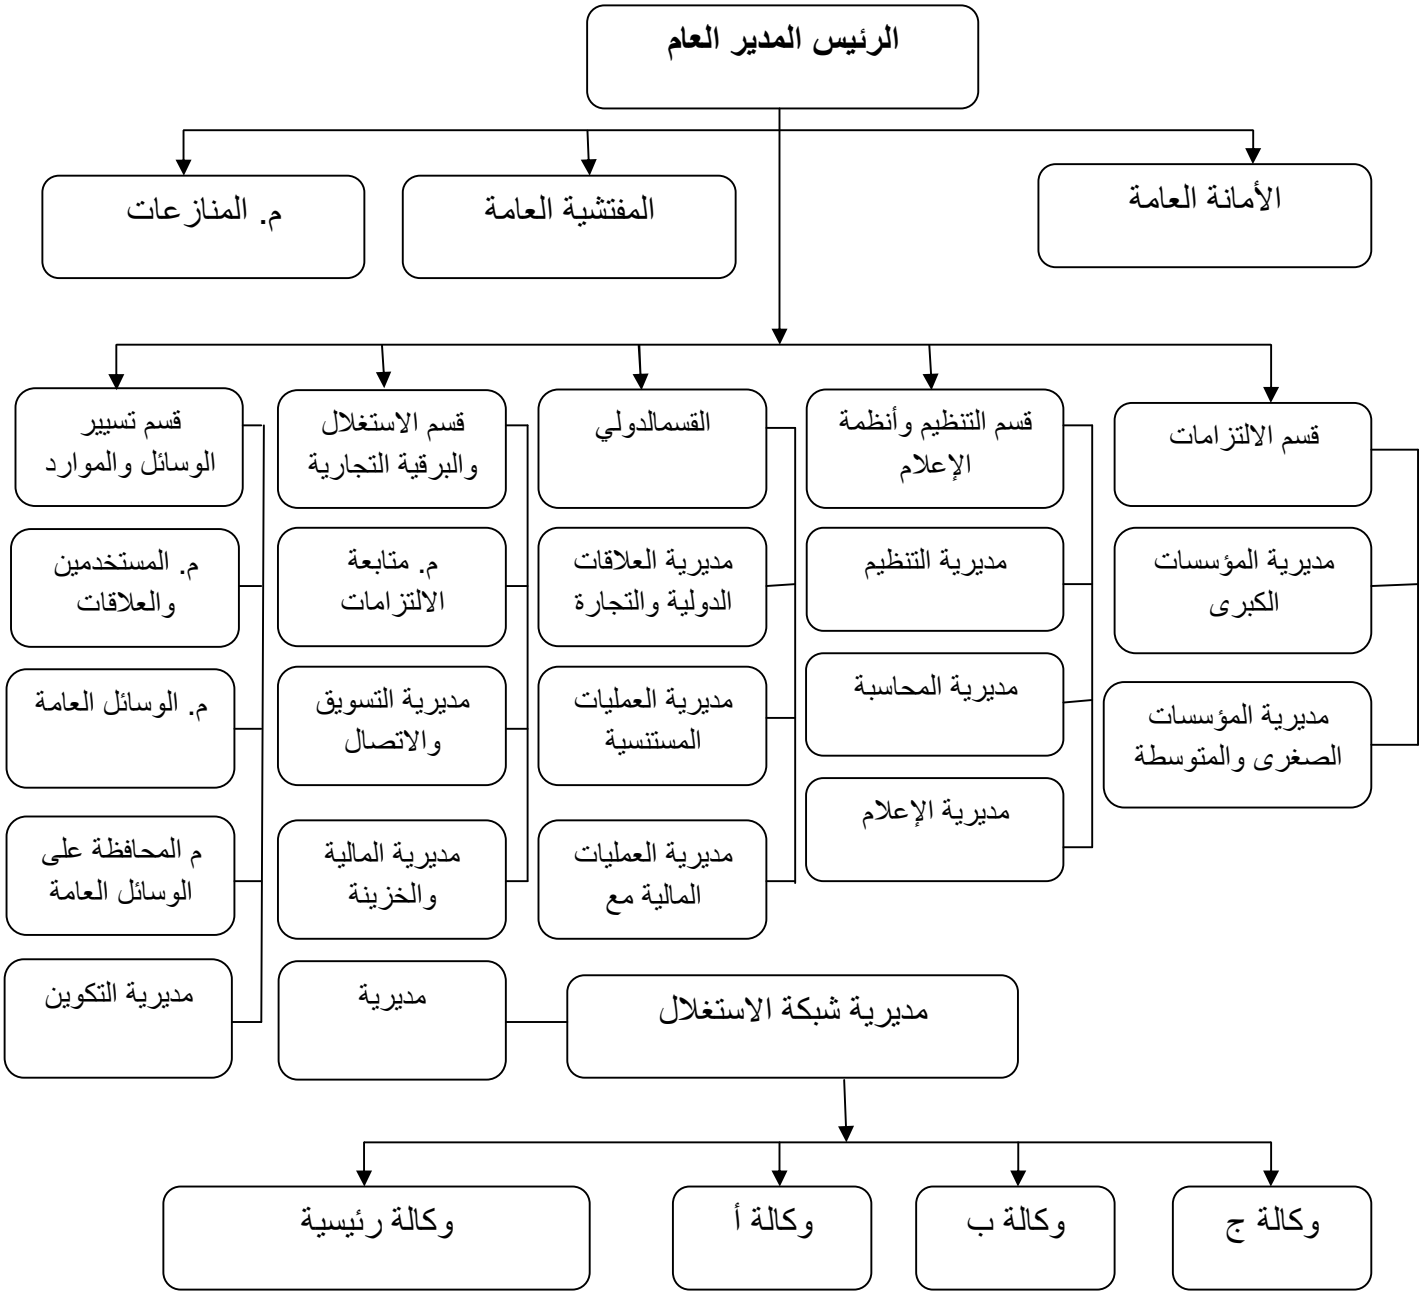 الرئيس المدير العام
الأمانة العامة
المفتشية العامة
م. المنازعات
قسم الالتزامات
مديرية المؤسسات
الكبرى
مديرية المؤسسات
الصغرى والمتوسطة
قسم التنظيم وأنظمة
الإعلام
مديرية التنظيم
مديرية المحاسبة
مديرية الإعلام
القسمالدولي
مديرية العلاقات
الدولية والتجارة
مديرية العمليات
المستنسية
مديرية العمليات
المالية مع
قسم الاستغلال
والبرقية التجارية
م. متابعة
الالتزامات
مديرية التسويق
والاتصال
مديرية المالية
والخزينة
مديرية
قسم تسيير
الوسائل والموارد
م. المستخدمين
والعلاقات
م. الوسائل العامة
م المحافظة على
الوسائل العامة
مديرية التكوين
مديرية شبكة الاستغلال
وكالة ج
وكالة ب
وكالة أ
وكالة رئيسية